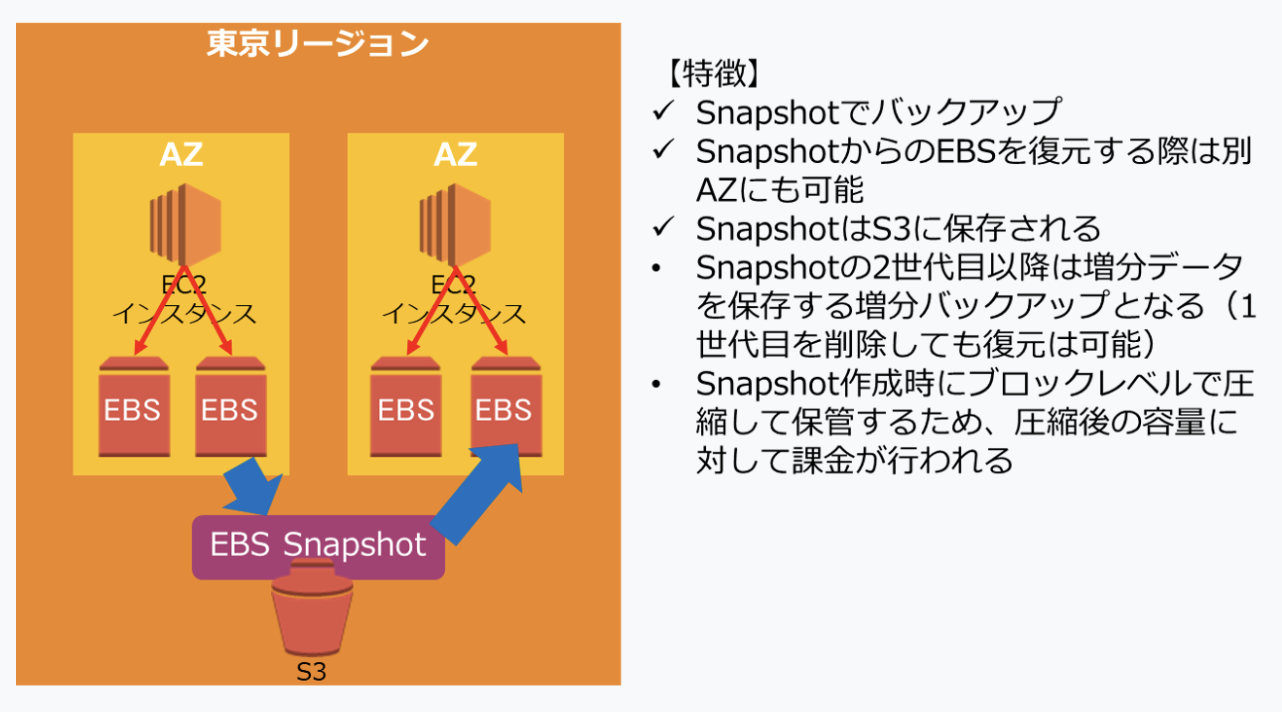 東京リージョン
AZ
EC2
インスタンス
EBS
EBS
AZ
EC2
インスタンス
EBS
EBS
EBS Snapshot
S3
【特徴】
✓ Snapshotでバックアップ
✓ SnapshotからのEBSを復元する際は別
AZにも可能
✓ SnapshotはS3に保存される
• Snapshotの2世代目以降は増分データ
を保存する増分バックアップとなる（1
世代目を削除しても復元は可能）
• Snapshot作成時にブロックレベルで圧
縮して保管するため、圧縮後の容量に
対して課金が行われる